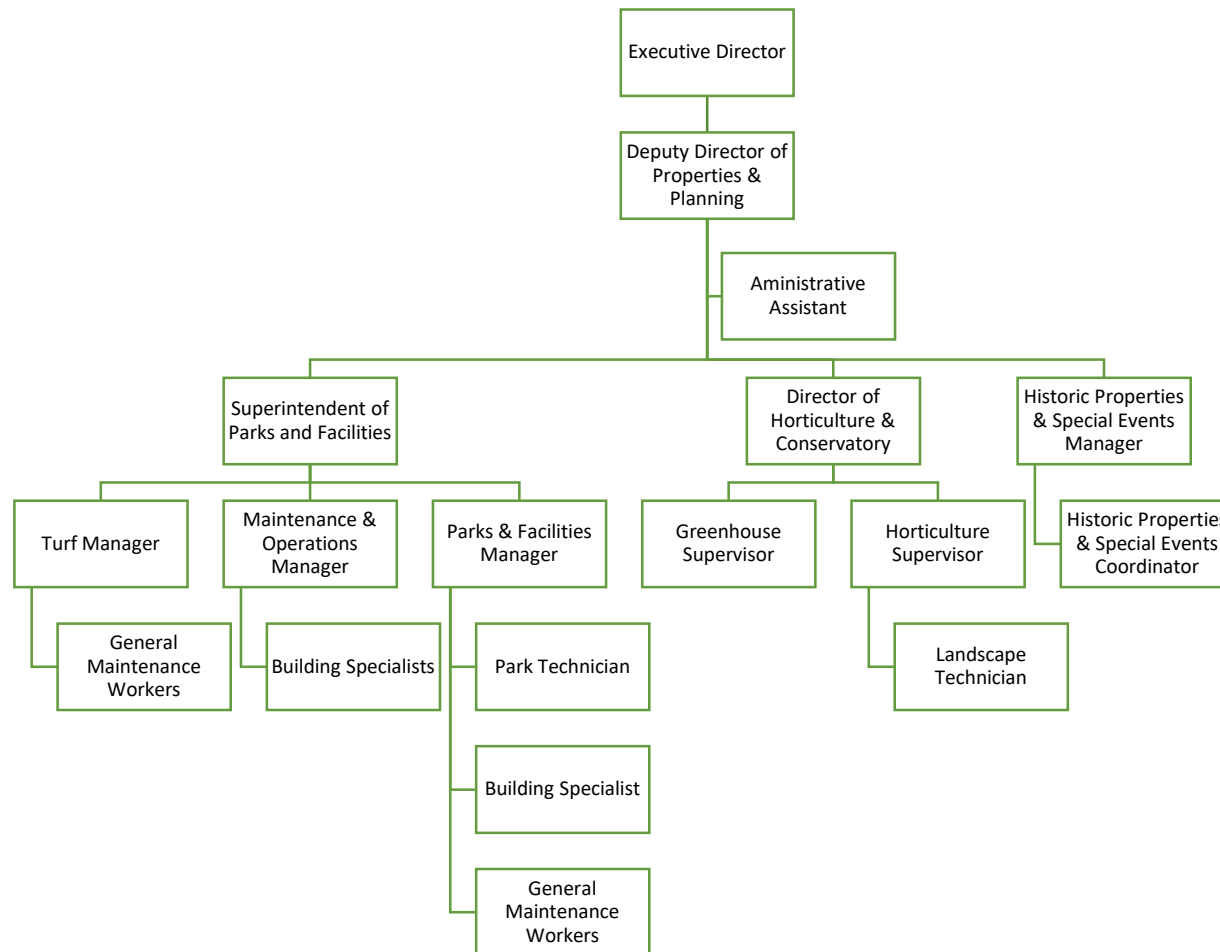 Executive Director
Deputy Director of
Properties &
Planning
Aministrative
Assistant
Superintendent of
Parks and Facilities
Director of
Horticulture &
Conservatory
Historic Properties
& Special Events
Manager
Turf Manager
Maintenance &
Operations
Manager
Parks & Facilities
Manager
Greenhouse
Supervisor
Horticulture
Supervisor
Historic Properties
& Special Events
Coordinator
General
Maintenance
Workers
Building Specialists
Park Technician
Landscape
Technician
Building Specialist
General
Maintenance
Workers